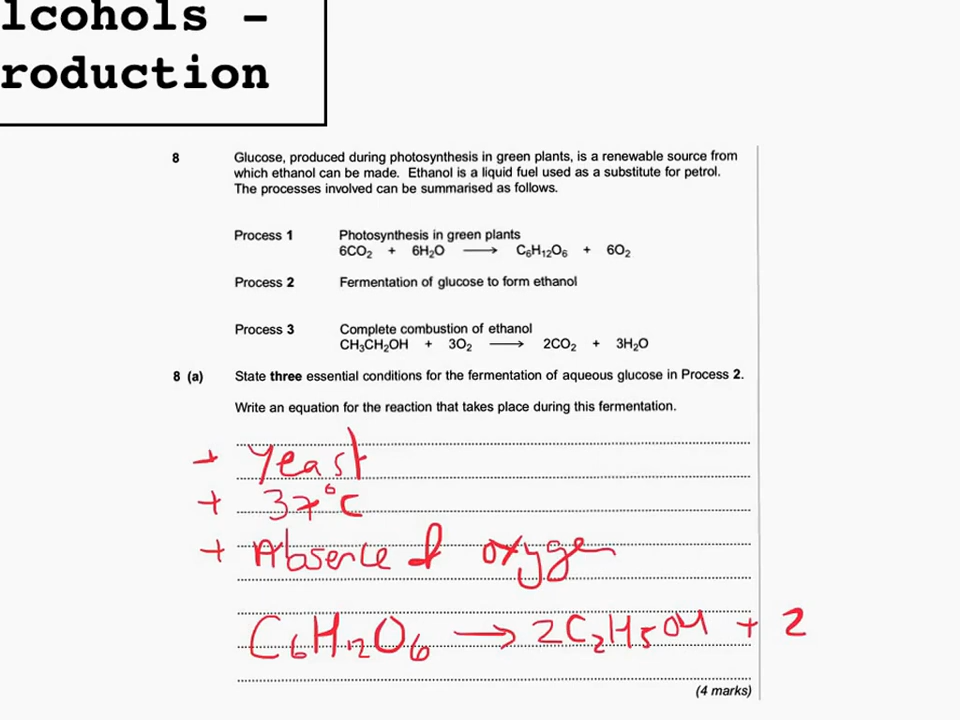 lcohols -
roduction
8 Glucose, produced during photosynthesis in green plants, is a renewable source from
which ethanol can be made. Ethanol is a liquid fuel used as a substitute for petrol.
The processes involved can be summarised as follows.
Process 1 Photosynthesis in green plants
6CO₂ + 6H₂O ⟶ C₆H₁₂O₆ + 6O₂
Process 2 Fermentation of glucose to form ethanol
Process 3 Complete combustion of ethanol
CH₃CH₂OH + 3O₂ ⟶ 2CO₂ + 3H₂O
8 (a) State three essential conditions for the fermentation of aqueous glucose in Process 2.
Write an equation for the reaction that takes place during this fermentation.
+ Yeast
+ 37°C
+ Absence of oxygen
C₆H₁₂O₆ → 2C₂H₅OH + 2
(4 marks)